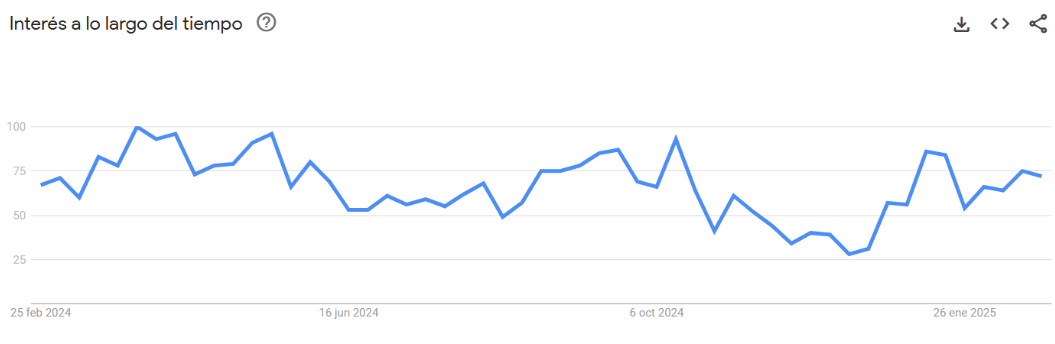 Interés a lo largo del tiempo
100
75
50
25
25 feb 2024
16 jun 2024
6 oct 2024
26 ene 2025